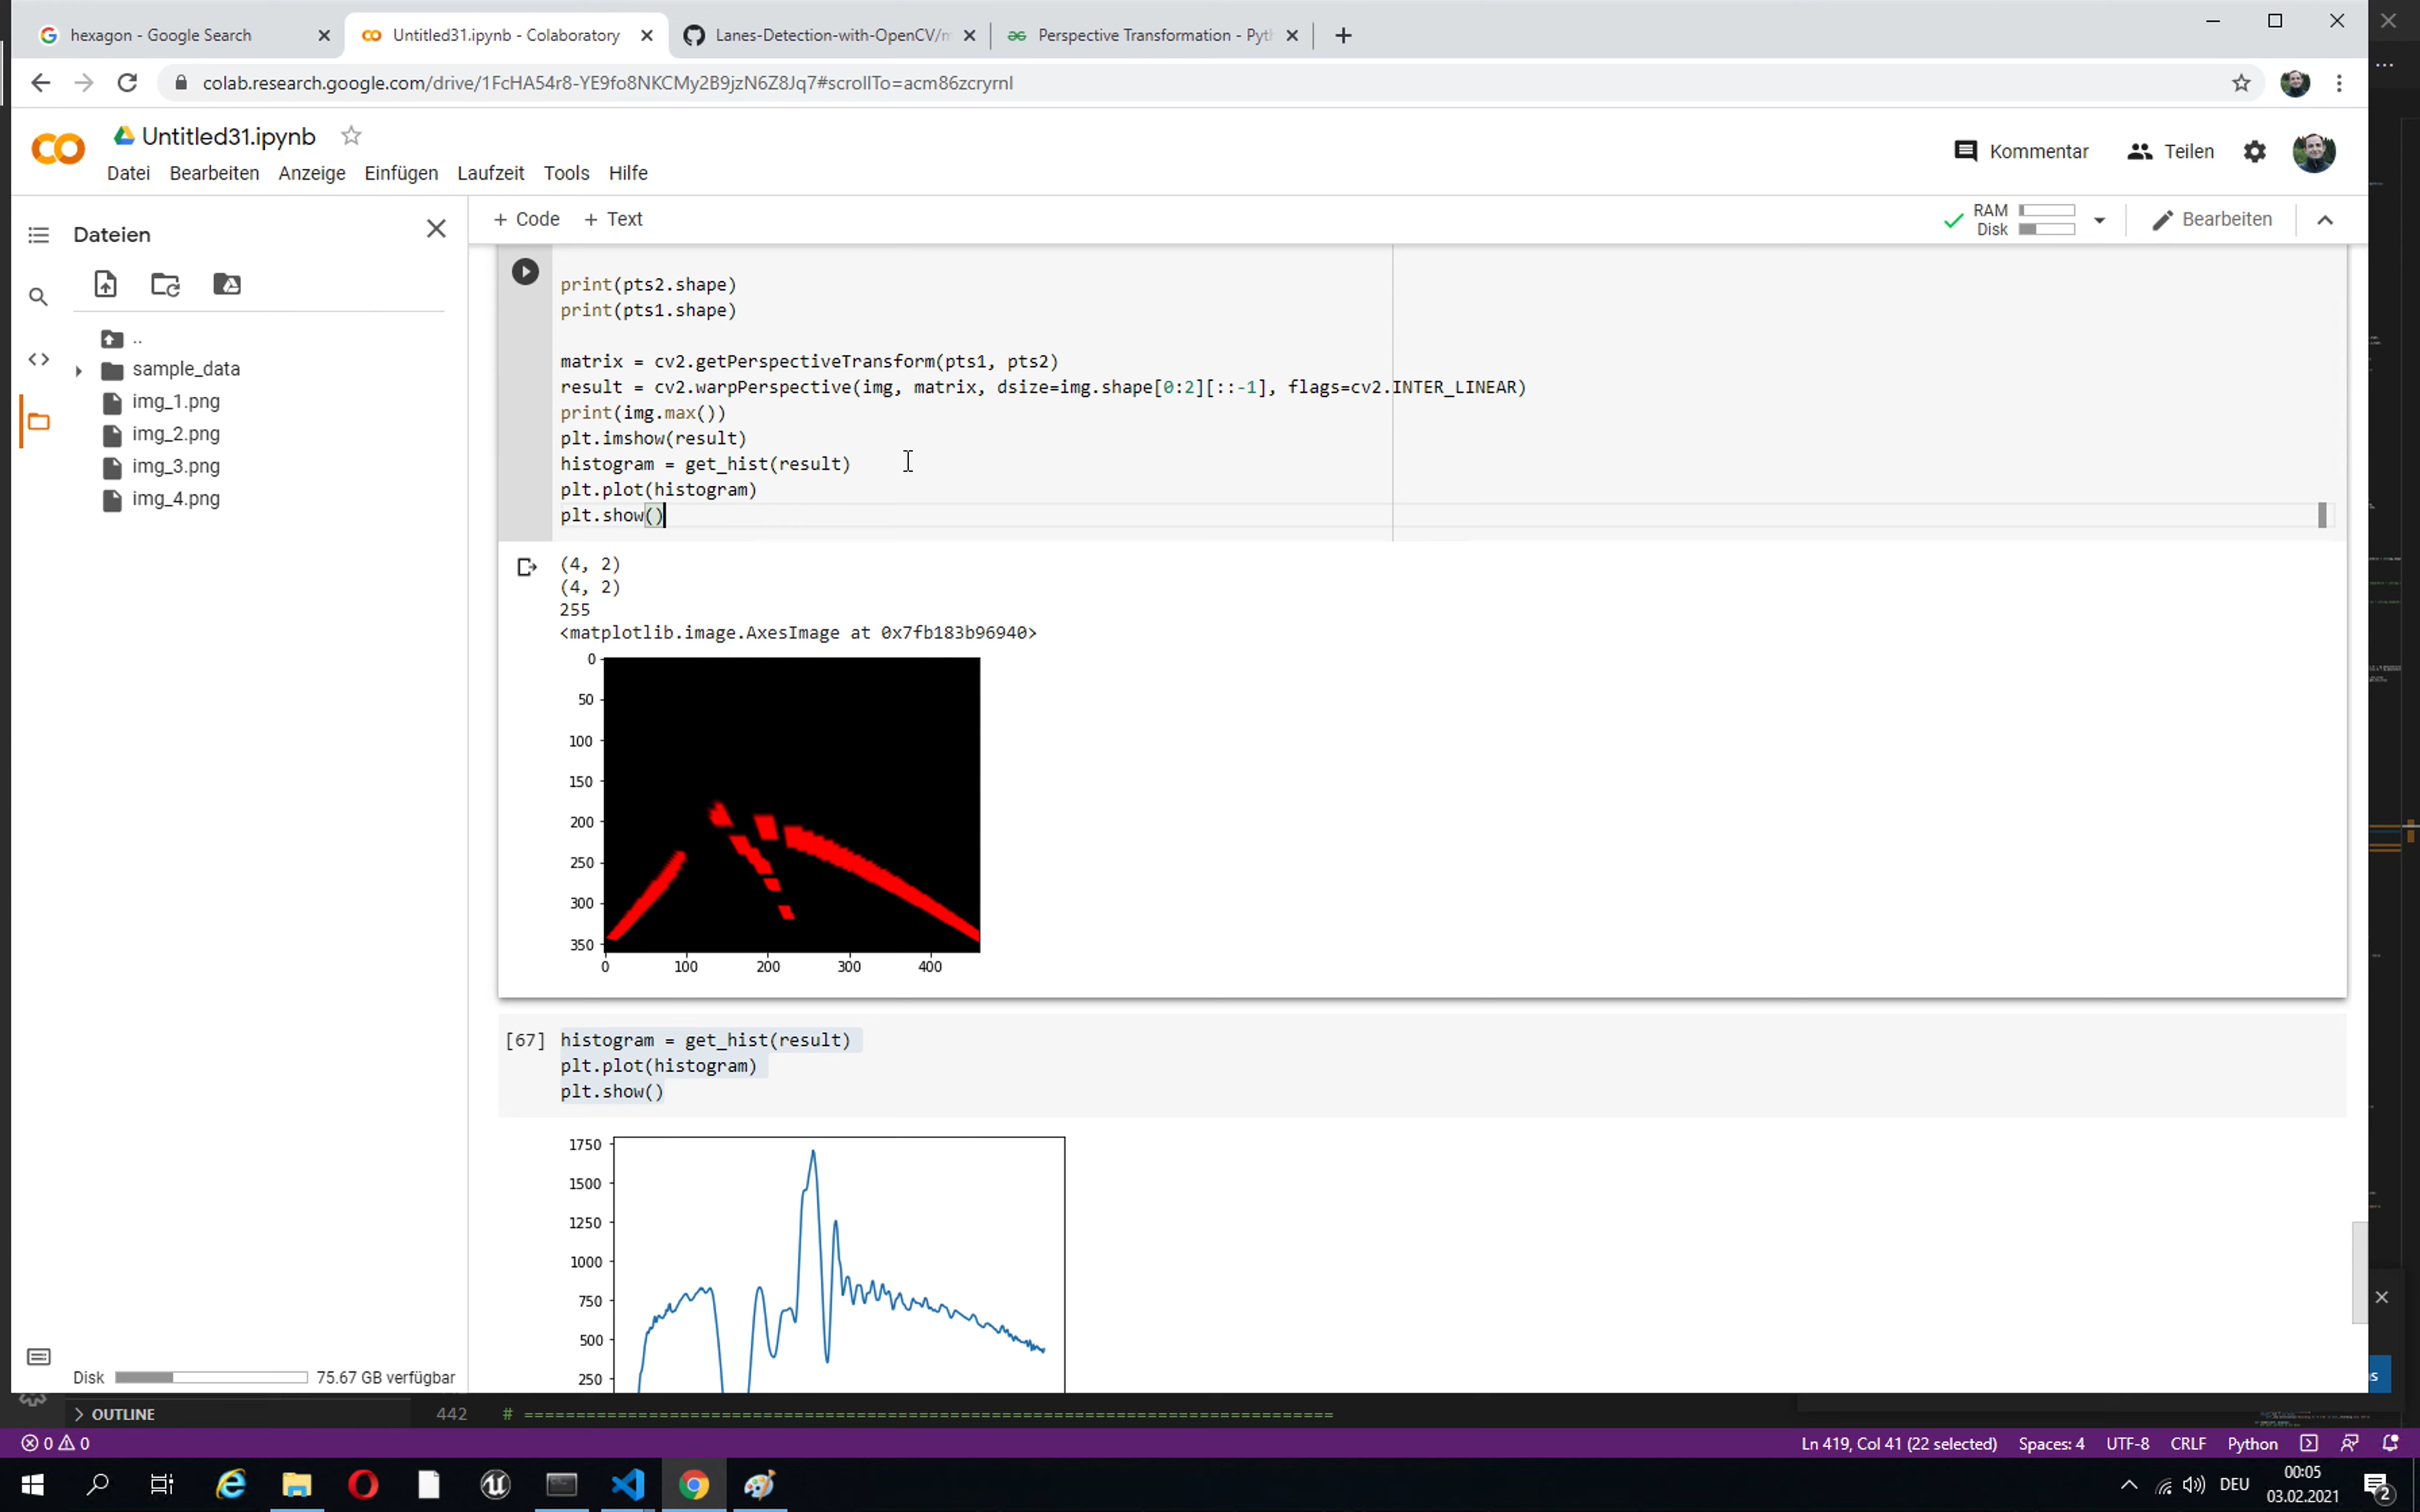 hexagon - Google Search
Untitled31.ipynb - Colaboratory
Lanes-Detection-with-OpenCV/m
Perspective Transformation - Pyth
colab.research.google.com/drive/1FcHA54r8-YE9fo8NKCMy2B9jzN6Z8Jq7#scrollTo=acm86zcryrnI
CO
Untitled31.ipynb
Datei Bearbeiten Anzeige Einfügen Laufzeit Tools Hilfe
Kommentar
Teilen
Dateien
+ Code + Text
RAM
Disk
Bearbeiten
..
sample_data
img_1.png
img_2.png
img_3.png
img_4.png
print(pts2.shape)
print(pts1.shape)
matrix = cv2.getPerspectiveTransform(pts1, pts2)
result = cv2.warpPerspective(img, matrix, dsize=img.shape[0:2][::-1], flags=cv2.INTER_LINEAR)
print(img.max())
plt.imshow(result)
histogram = get_hist(result)
plt.plot(histogram)
plt.show()
(4, 2)
(4, 2)
255
<matplotlib.image.AxesImage at 0x7fb183b96940>
0
50
100
150
200
250
300
350
0 100 200 300 400
[67] histogram = get_hist(result)
plt.plot(histogram)
plt.show()
1750
1500
1250
1000
750
500
250
Disk 75.67 GB verfügbar
OUTLINE
442 # ==============================================================================
0 0
Ln 419, Col 41 (22 selected) Spaces: 4 UTF-8 CRLF Python
DEU
00:05
03.02.2021
2